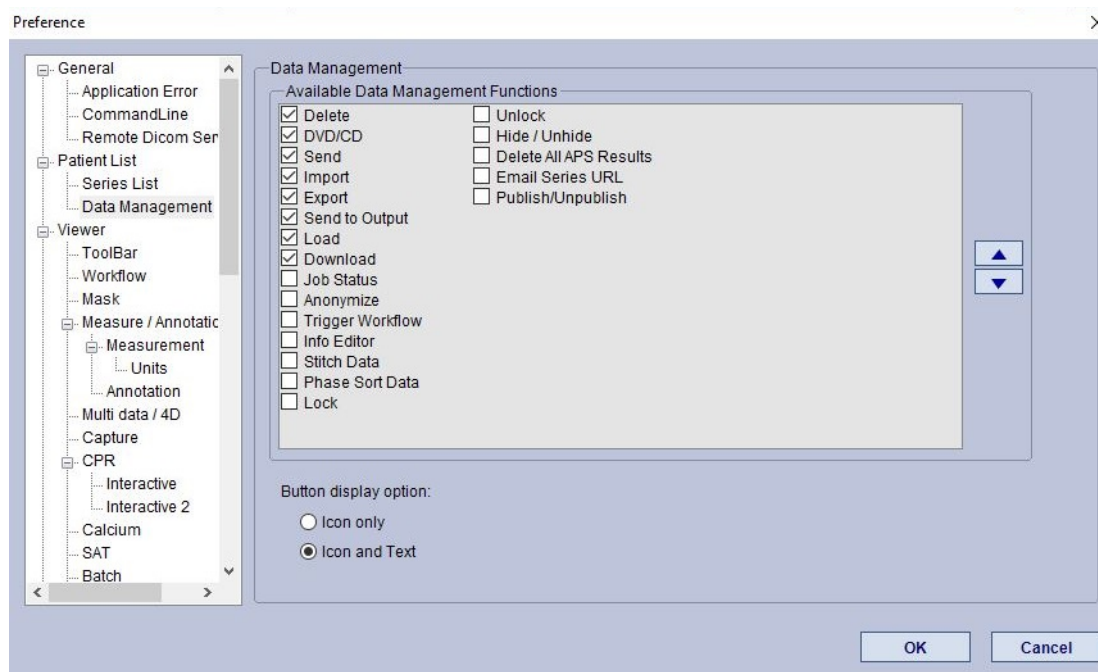 Preference
General
Application Error
CommandLine
Remote Dicom Ser
Patient List
Series List
Data Management
Viewer
ToolBar
Workflow
Mask
Measure / Annotatic
Measurement
Units
Annotation
Multi data / 4D
Capture
CPR
Interactive
Interactive 2
Calcium
SAT
Batch
Data Management
Available Data Management Functions
Delete
DVD/CD
Send
Import
Export
Send to Output
Load
Download
Job Status
Anonymize
Trigger Workflow
Info Editor
Stitch Data
Phase Sort Data
Lock
Unlock
Hide / Unhide
Delete All APS Results
Email Series URL
Publish/Unpublish
Button display option:
Icon only
Icon and Text
OK
Cancel